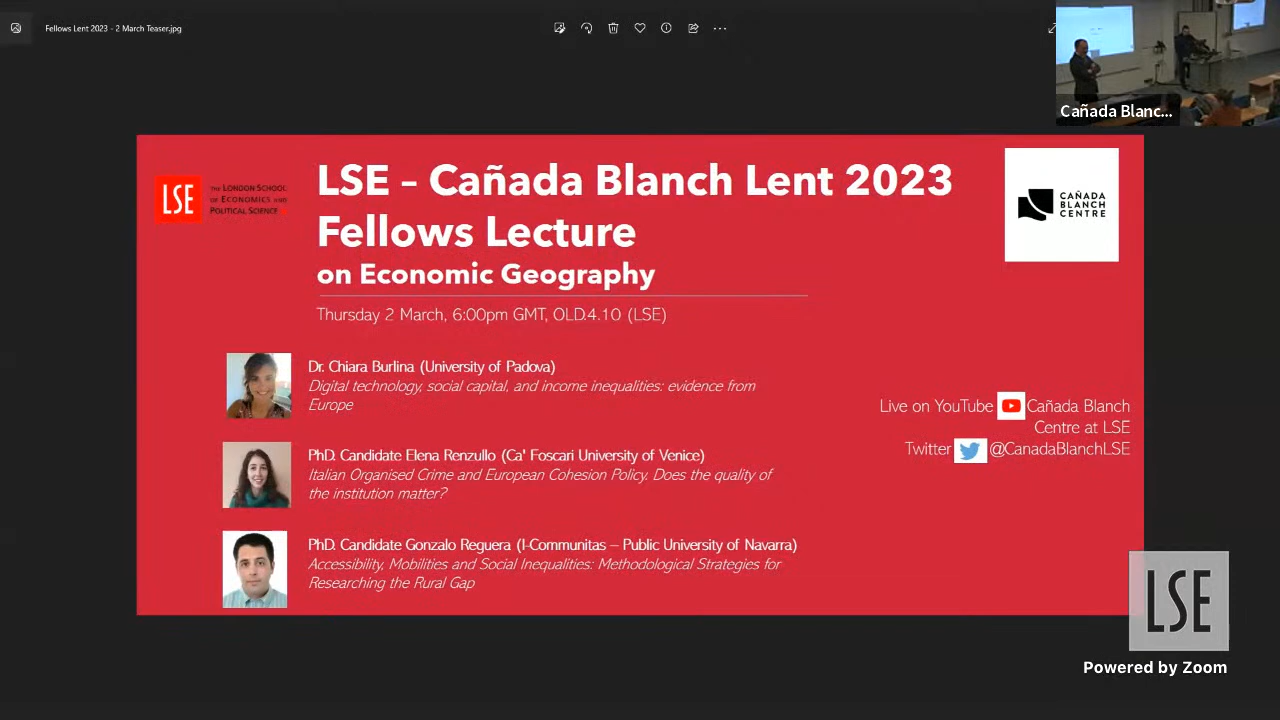 Fellows Lent 2023 - 2 March Teaser.jpg
Cañada Blanc...
LSE
THE LONDON SCHOOL
OF ECONOMICS AND
POLITICAL SCIENCE
LSE – Cañada Blanch Lent 2023
Fellows Lecture
on Economic Geography
Thursday 2 March, 6:00pm GMT, OLD.4.10 (LSE)
CAÑADA
BLANCH
CENTRE
Dr. Chiara Burlina (University of Padova)
Digital technology, social capital, and income inequalities: evidence from
Europe
PhD. Candidate Elena Renzullo (Ca' Foscari University of Venice)
Italian Organised Crime and European Cohesion Policy. Does the quality of
the institution matter?
PhD. Candidate Gonzalo Reguera (I-Communitas – Public University of Navarra)
Accessibility, Mobilities and Social Inequalities: Methodological Strategies for
Researching the Rural Gap
Live on YouTube Cañada Blanch
Centre at LSE
Twitter @CanadaBlanchLSE
LSE
Powered by Zoom